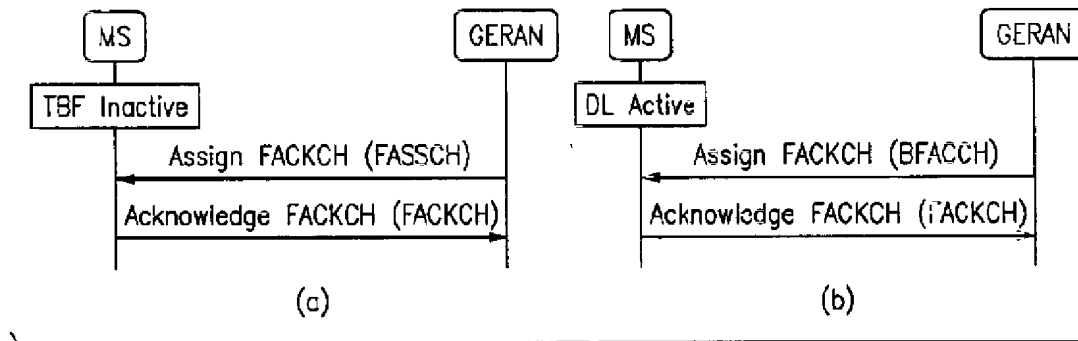 MS GERAN MS GERAN
TBF Inactive DL Active
Assign FACKCH (FASSCH) Assign FACKCH (BFACCH)
Acknowledge FACKCH (FACKCH) Acknowledge FACKCH (FACKCH)
(a) (b)